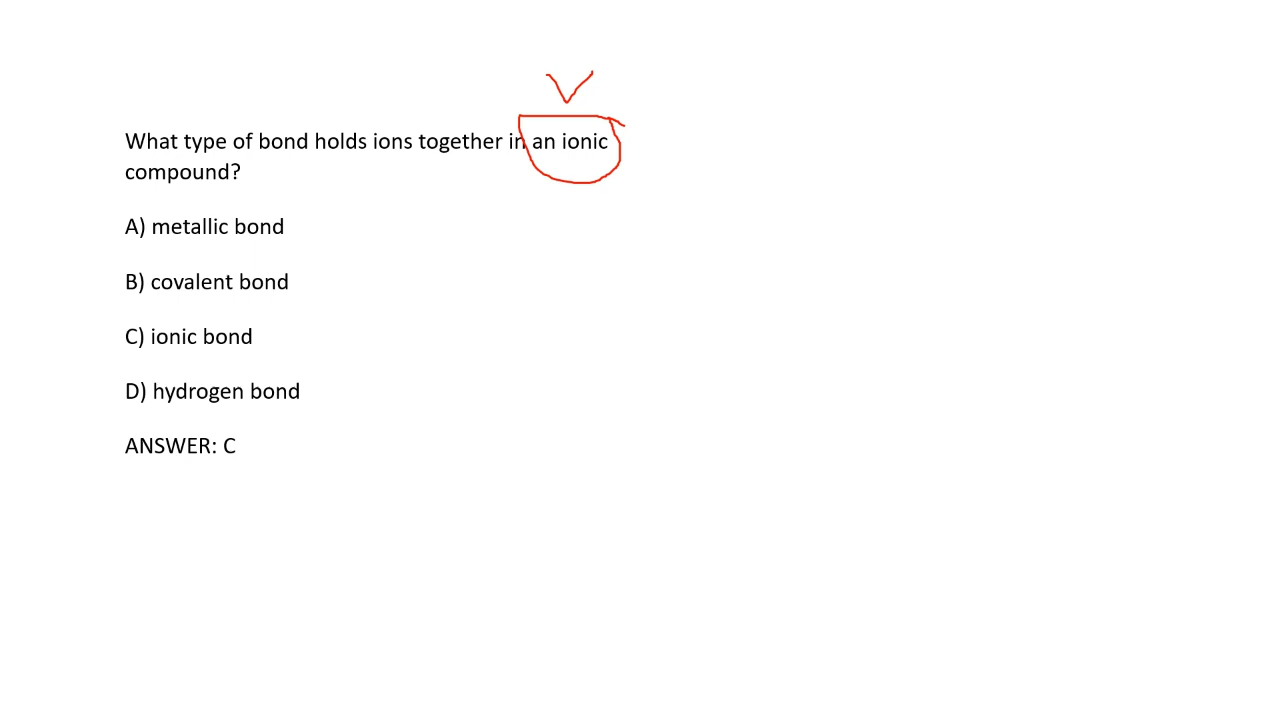 What type of bond holds ions together in an ionic
compound?
A) metallic bond
B) covalent bond
C) ionic bond
D) hydrogen bond
ANSWER: C